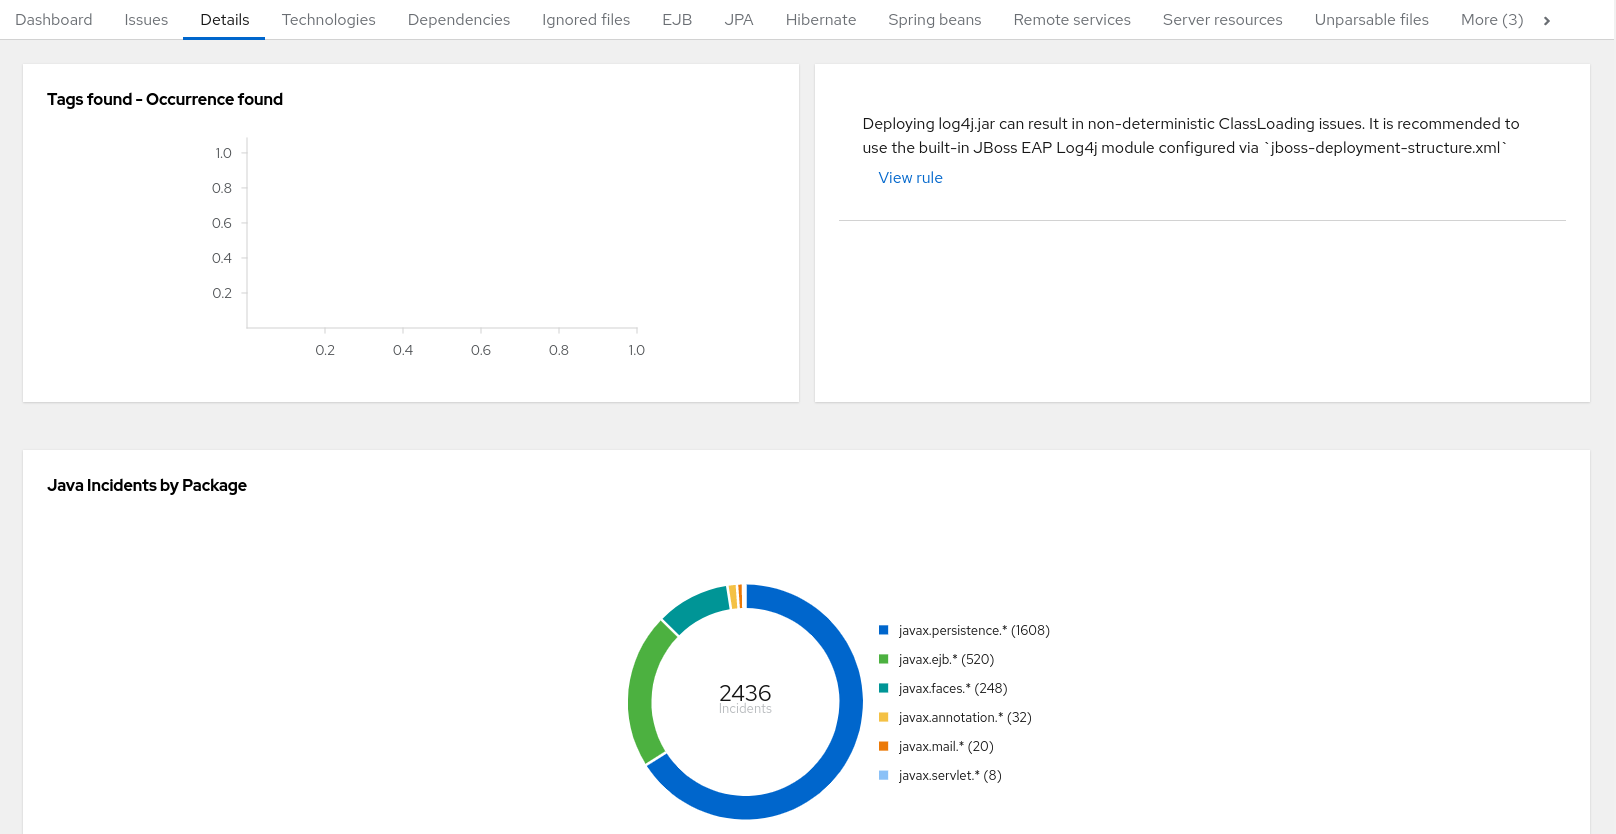 Dashboard Issues Details Technologies Dependencies Ignored files EJB JPA Hibernate Spring beans Remote services Server resources Unparsable files More (3)
Tags found - Occurrence found
1.0
0.8
0.6
0.4
0.2
0.2 0.4 0.6 0.8 1.0
Deploying log4j.jar can result in non-deterministic ClassLoading issues. It is recommended to
use the built-in JBoss EAP Log4j module configured via `jboss-deployment-structure.xml`
View rule
Java Incidents by Package
2436
Incidents
javax.persistence.* (1608)
javax.ejb.* (520)
javax.faces.* (248)
javax.annotation.* (32)
javax.mail.* (20)
javax.servlet.* (8)